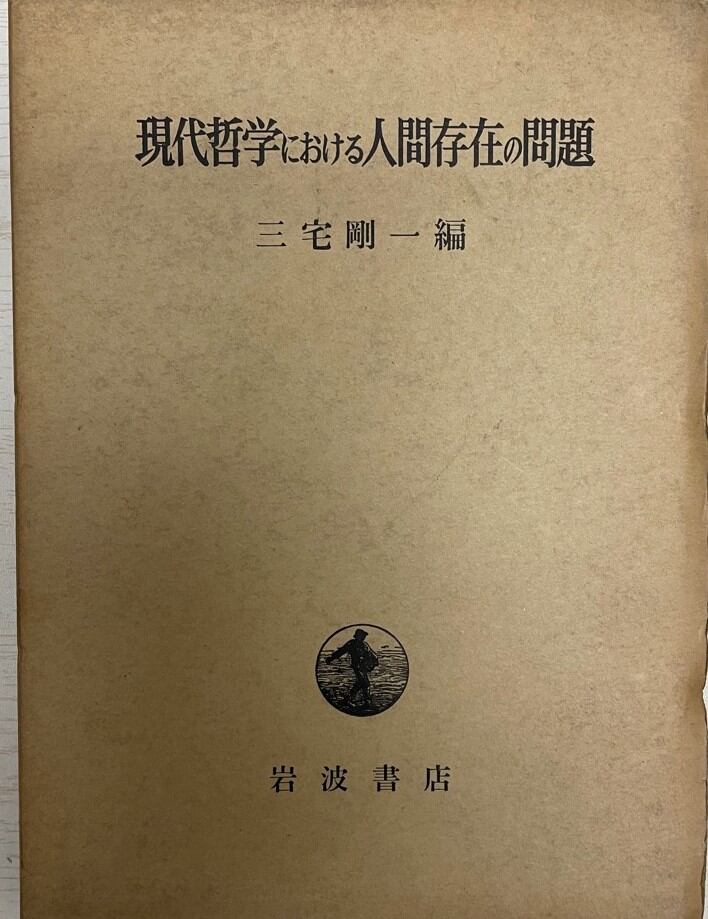 現代哲学における人間存在の問題
三宅剛一編
岩波書店